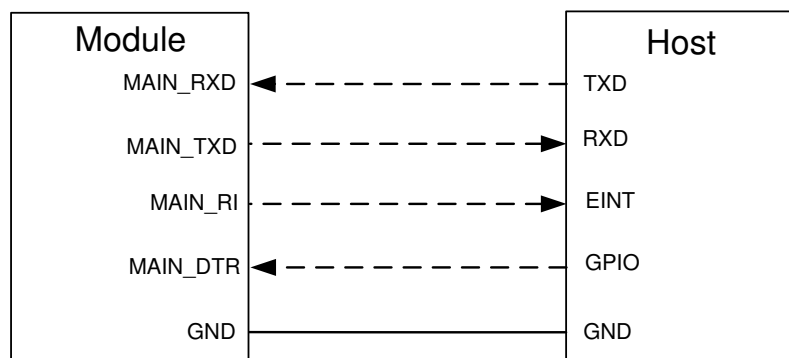 Module Host
MAIN_RXD TXD
MAIN_TXD RXD
MAIN_RI EINT
MAIN_DTR GPIO
GND GND